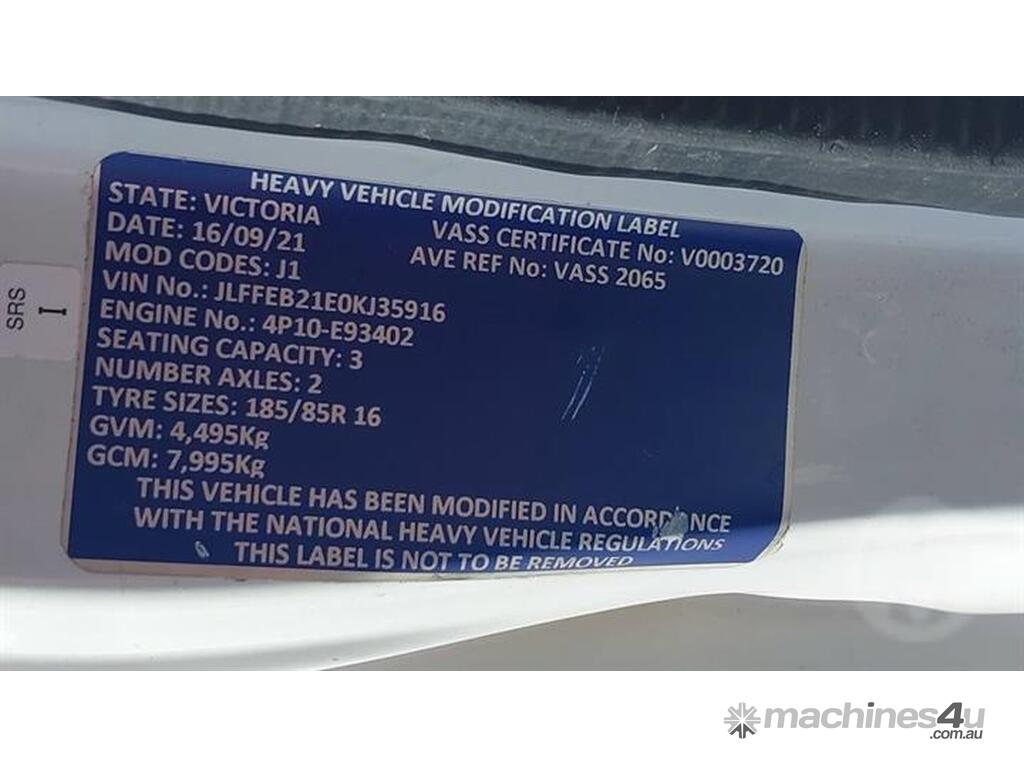 HEAVY VEHICLE MODIFICATION LABEL
STATE: VICTORIA
VASS CERTIFICATE No: V0003720
DATE: 16/09/21
AVE REF No: VASS 2065
MOD CODES: J1
VIN No.: JLFFEB21E0KJ35916
ENGINE No.: 4P10-E93402
SEATING CAPACITY: 3
NUMBER AXLES: 2
TYRE SIZES: 185/85R 16
GVM: 4,495Kg
GCM: 7,995Kg
THIS VEHICLE HAS BEEN MODIFIED IN ACCORDANCE
WITH THE NATIONAL HEAVY VEHICLE REGULATIONS
THIS LABEL IS NOT TO BE REMOVED
SRS
machines4u
.com.au